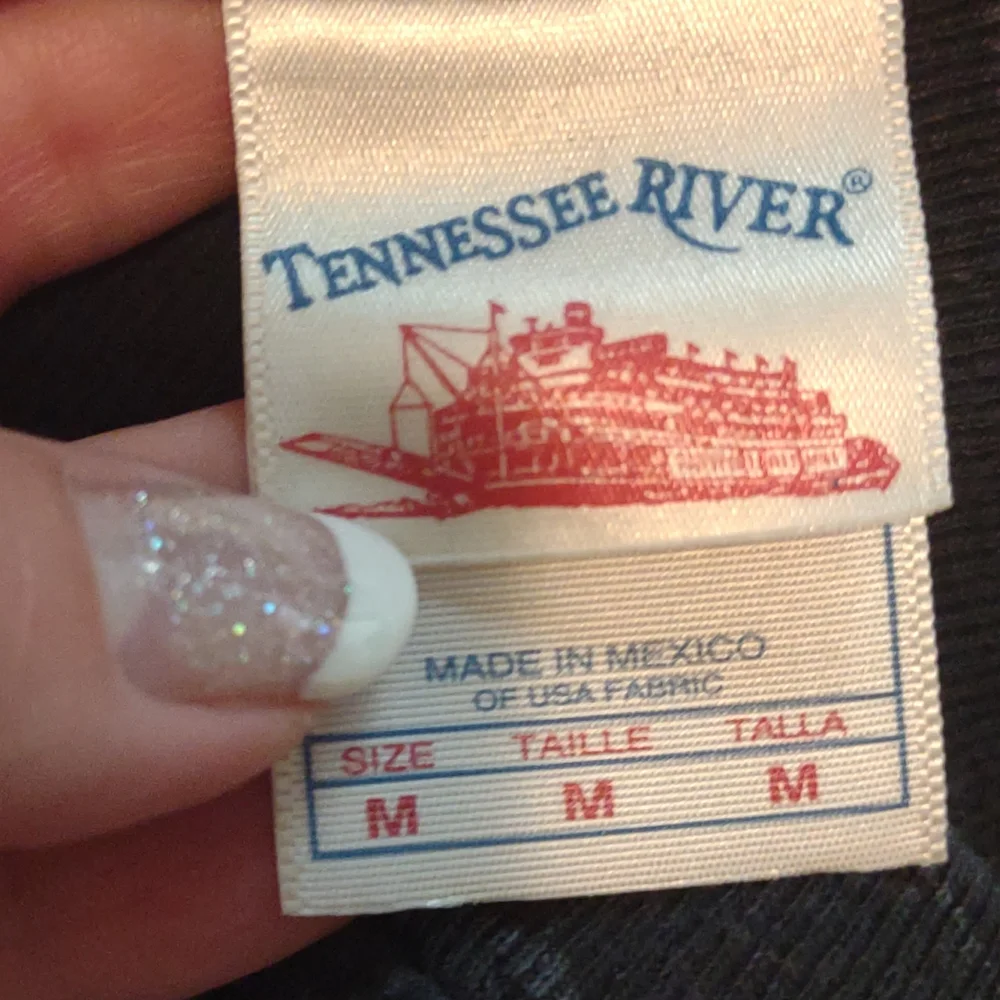 TENNESSEE RIVER®
MADE IN MEXICO
OF USA FABRIC
SIZE TAILLE TALLA
M M M